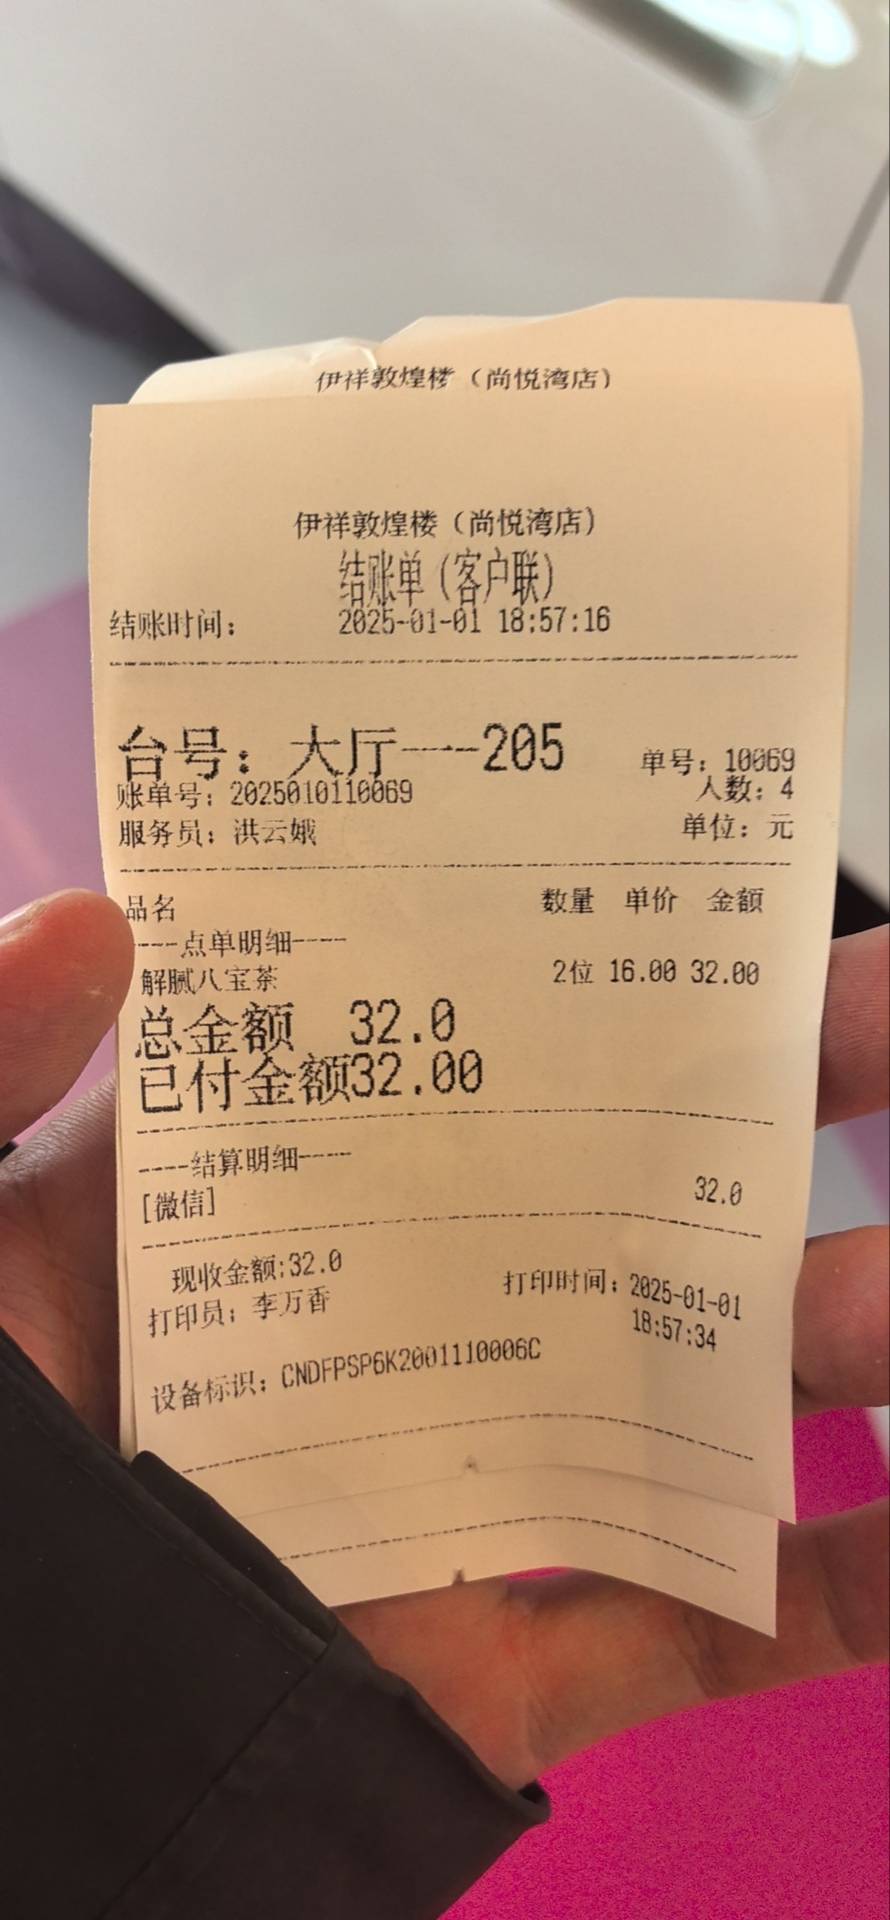 伊祥敦煌楼（尚悦湾店）
伊祥敦煌楼（尚悦湾店）
结账单（客户联）
结账时间： 2025-01-01 18:57:16
台号：大厅---205 单号：10069
账单号：2025010110069 人数：4
服务员：洪云娥 单位：元
品名 数量 单价 金额
----点单明细----
解腻八宝茶 2位 16.00 32.00
总金额 32.0
已付金额32.00
----结算明细----
[微信] 32.0
现收金额:32.0
打印员：李万香 打印时间：2025-01-01
18:57:34
设备标识：CNDFPSP6K2001110006C